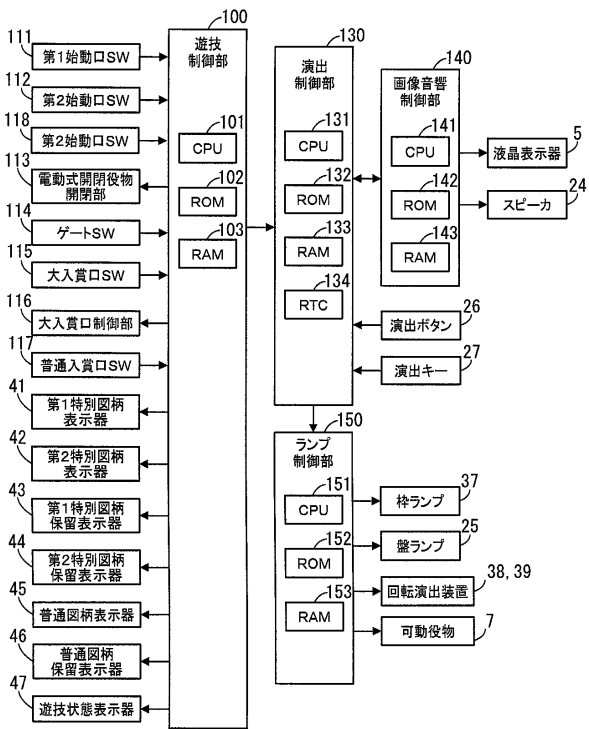 100
遊技
制御部
101
CPU
102
ROM
103
RAM
111
第1始動口SW
112
第2始動口SW
118
第2始動口SW
113
電動式開閉役物
開閉部
114
ゲートSW
115
大入賞口SW
116
大入賞口制御部
117
普通入賞口SW
41
第1特別図柄
表示器
42
第2特別図柄
表示器
43
第1特別図柄
保留表示器
44
第2特別図柄
保留表示器
45
普通図柄表示器
46
普通図柄
保留表示器
47
遊技状態表示器
130
演出
制御部
131
CPU
132
ROM
133
RAM
134
RTC
140
画像音響
制御部
141
CPU
142
ROM
143
RAM
5
液晶表示器
24
スピーカ
26
演出ボタン
27
演出キー
150
ランプ
制御部
151
CPU
152
ROM
153
RAM
37
枠ランプ
25
盤ランプ
38, 39
回転演出装置
7
可動役物